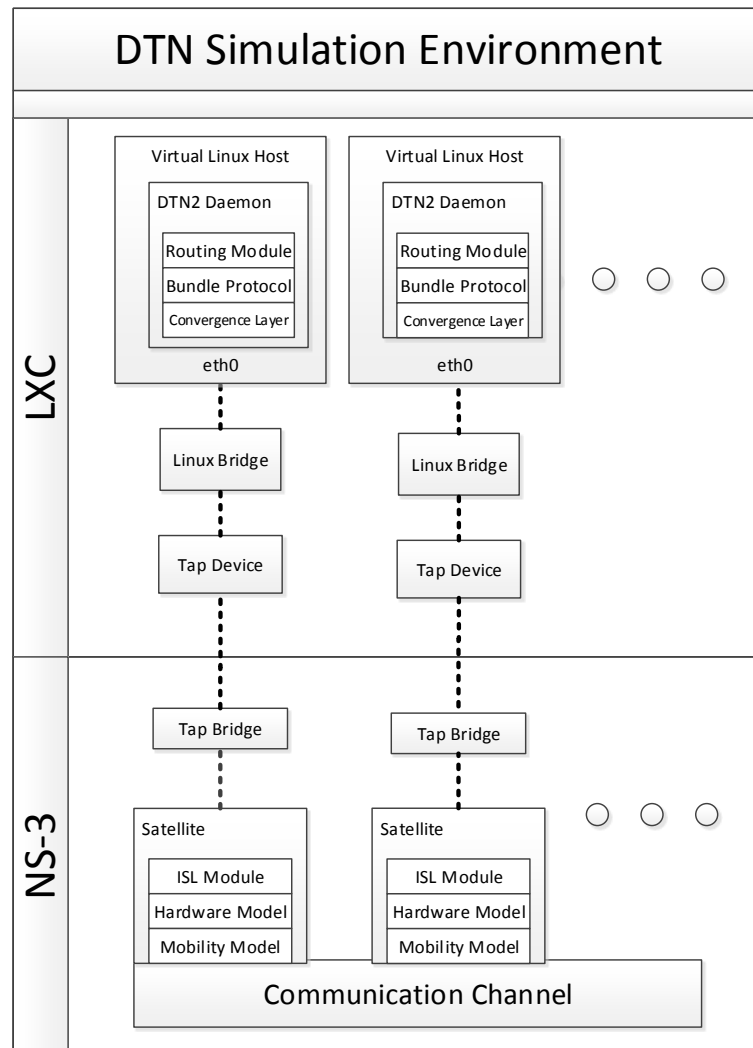 DTN Simulation Environment
LXC
Virtual Linux Host
DTN2 Daemon
Routing Module
Bundle Protocol
Convergence Layer
eth0
Linux Bridge
Tap Device
Virtual Linux Host
DTN2 Daemon
Routing Module
Bundle Protocol
Convergence Layer
eth0
Linux Bridge
Tap Device
NS-3
Tap Bridge
Satellite
ISL Module
Hardware Model
Mobility Model
Tap Bridge
Satellite
ISL Module
Hardware Model
Mobility Model
Communication Channel